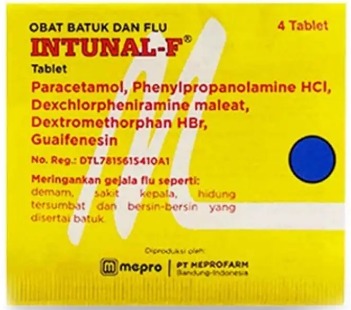 OBAT BATUK DAN FLU
4 Tablet
INTUNAL-F®
Tablet
Paracetamol, Phenylpropanolamine HCl,
Dexchlorpheniramine maleat,
Dextromethorphan HBr,
Guaifenesin
No. Reg.: DTL7815615410A1
Meringankan gejala flu seperti:
demam, sakit kepala, hidung
tersumbat dan bersin-bersin yang
disertai batuk.
Diproduksi oleh:
m mepro
PT MEPROFARM
Bandung-Indonesia